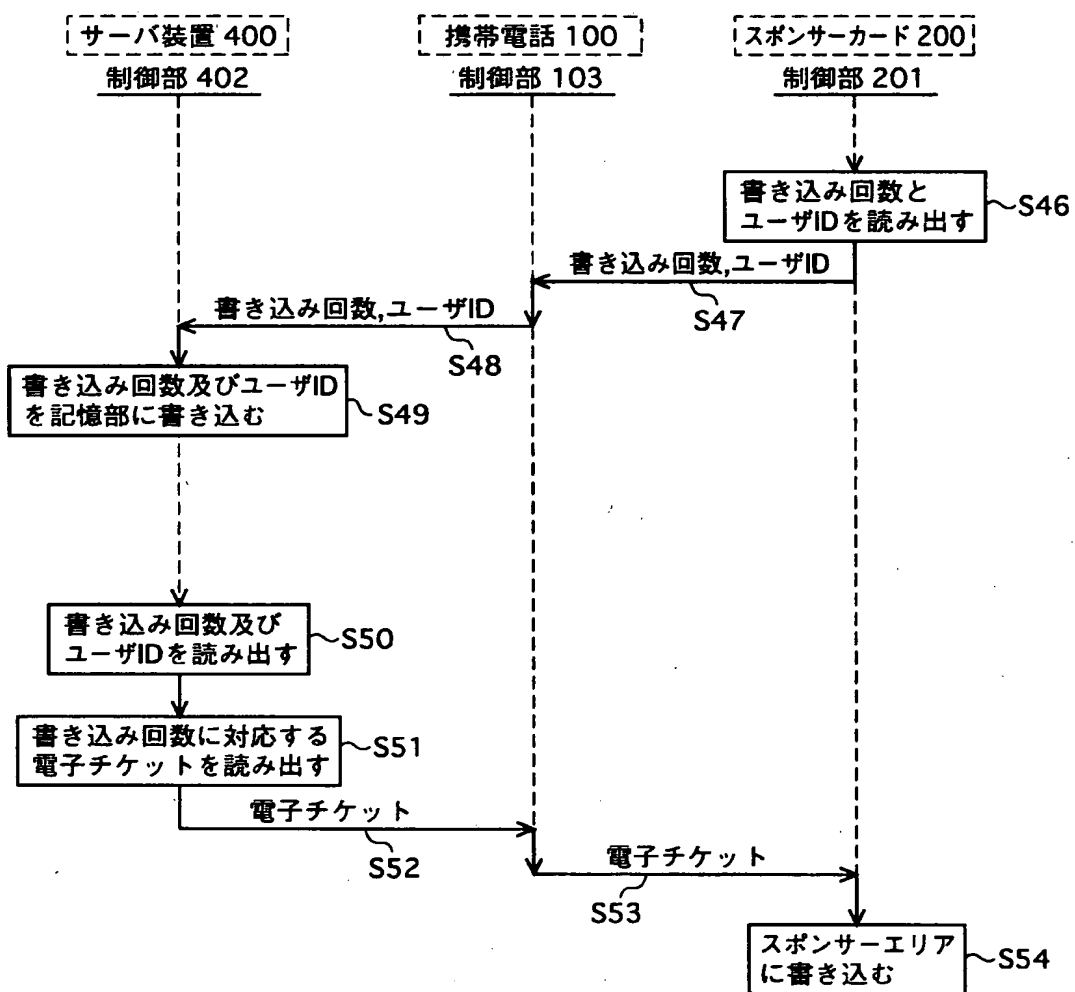 サーバ装置 400
携帯電話 100
スポンサーカード 200
制御部 402
制御部 103
制御部 201
書き込み回数と
ユーザIDを読み出す
S46
書き込み回数,ユーザID
S47
書き込み回数,ユーザID
S48
書き込み回数及びユーザID
を記憶部に書き込む
S49
書き込み回数及び
ユーザIDを読み出す
S50
書き込み回数に対応する
電子チケットを読み出す
S51
電子チケット
S52
電子チケット
S53
スポンサーエリア
に書き込む
S54